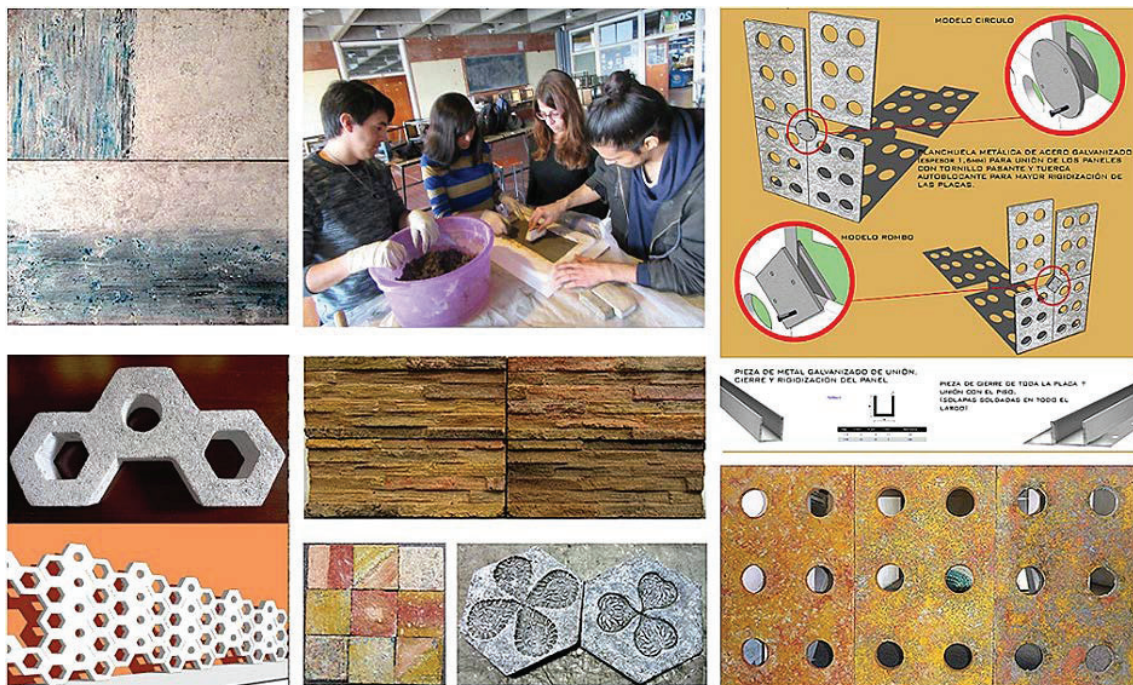 MODELO CIRCULO
PLANCHUELA METÁLICA DE ACERO GALVANIZADO
(ESPESOR 1,6MM) PARA UNIÓN DE LOS PANELES
CON TORNILLO PASANTE Y TUERCA
AUTOBLOCANTE PARA MAYOR RIGIDIZACIÓN DE
LAS PLACAS.
MODELO ROMBO
PIEZA DE METAL GALVANIZADO DE UNIÓN,
CIERRE Y RIGIDIZACIÓN DEL PANEL
PIEZA DE CIERRE DE TODA LA PLACA Y
UNIÓN CON EL PISO.
(SOLAPAS SOLDADAS EN TODO EL
LARGO)